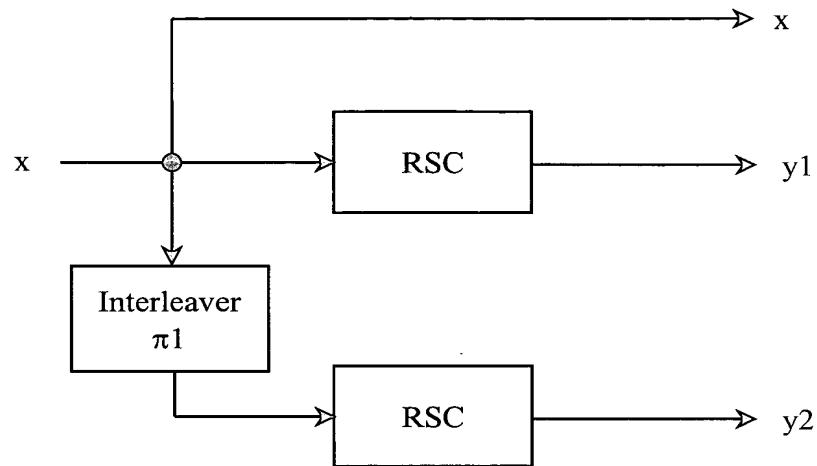 x
x
RSC
y1
Interleaver
π1
RSC
y2